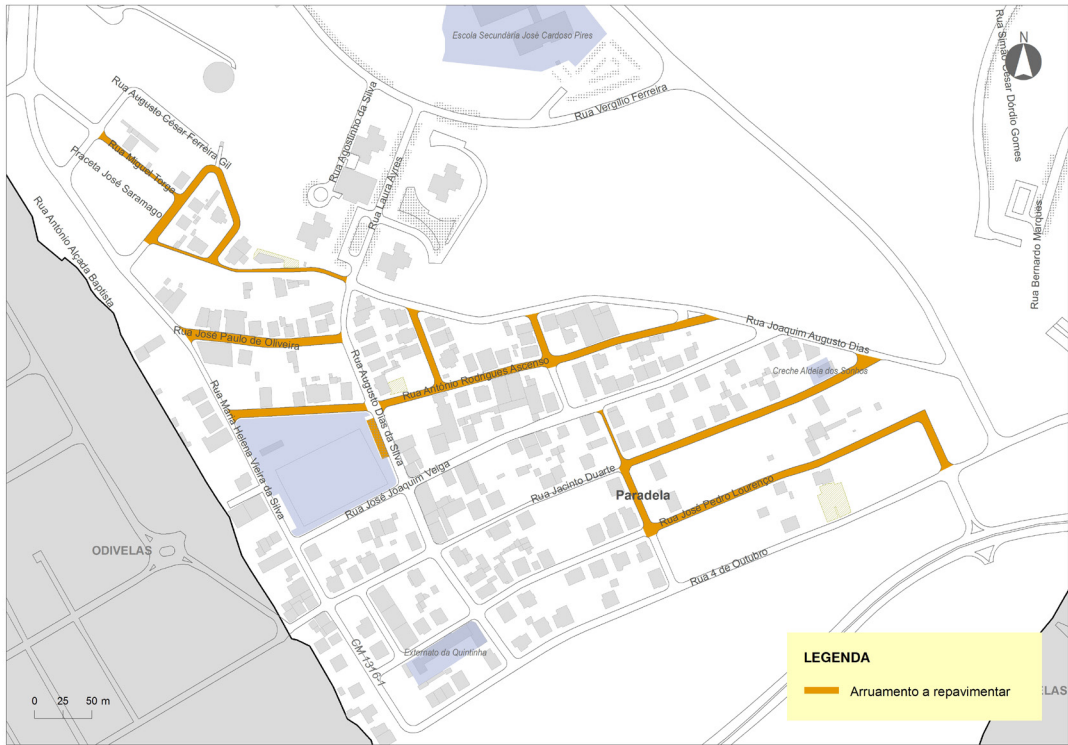 Escola Secundária José Cardoso Pires
N
Rua Simão César Dórdio Gomes
Rua Vergílio Ferreira
Rua Augusto César Ferreira Gil
Rua Agostinho da Silva
Rua Miguel Torga
Praceta José Saramago
Rua Laura Ayres
Rua António Alçada Baptista
Rua Bernardo Marques
Rua José Paulo de Oliveira
Rua Joaquim Augusto Dias
Rua António Rodrigues Ascenso
Creche Aldeia dos Sonhos
Rua Augusto Dias da Silva
Rua Maria Helena Vieira da Silva
Rua José Joaquim Veiga
Rua Jacinto Duarte
Paradela
Rua José Pedro Lourenço
ODIVELAS
Rua 4 de Outubro
Externato da Quintinha
CM 1316-1
LEGENDA
Arruamento a repavimentar
ELAS
0 25 50 m